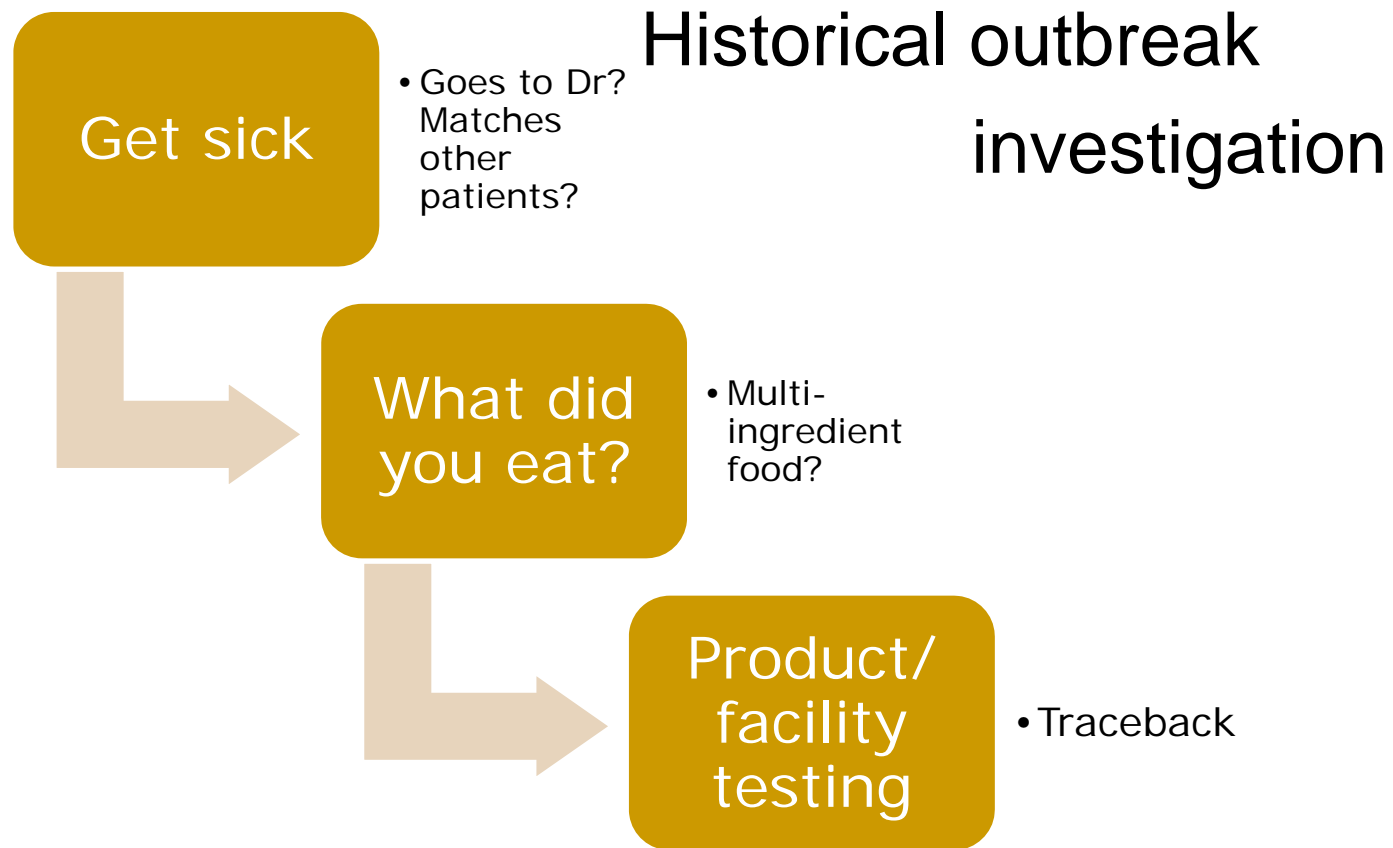 Historical outbreak
investigation
Get sick
• Goes to Dr?
Matches
other
patients?
What did
you eat?
• Multi-
ingredient
food?
Product/
facility
testing
• Traceback